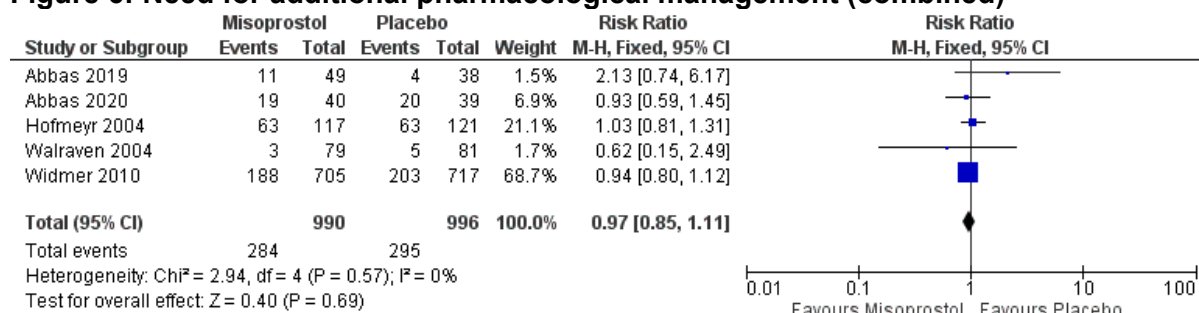 Figure 6: Need for additional pharmacological management (combined)
Misoprostol Placebo Risk Ratio Risk Ratio
Study or Subgroup Events Total Events Total Weight M-H, Fixed, 95% CI M-H, Fixed, 95% CI
Abbas 2019 11 49 4 38 1.5% 2.13 [0.74, 6.17]
Abbas 2020 19 40 20 39 6.9% 0.93 [0.59, 1.45]
Hofmeyr 2004 63 117 63 121 21.1% 1.03 [0.81, 1.31]
Walraven 2004 3 79 5 81 1.7% 0.62 [0.15, 2.49]
Widmer 2010 188 705 203 717 68.7% 0.94 [0.80, 1.12]
Total (95% CI) 990 996 100.0% 0.97 [0.85, 1.11]
Total events 284 295
Heterogeneity: Chi² = 2.94, df = 4 (P = 0.57); I² = 0%
Test for overall effect: Z = 0.40 (P = 0.69)
0.01 0.1 1 10 100
Favours Misoprostol Favours Placebo